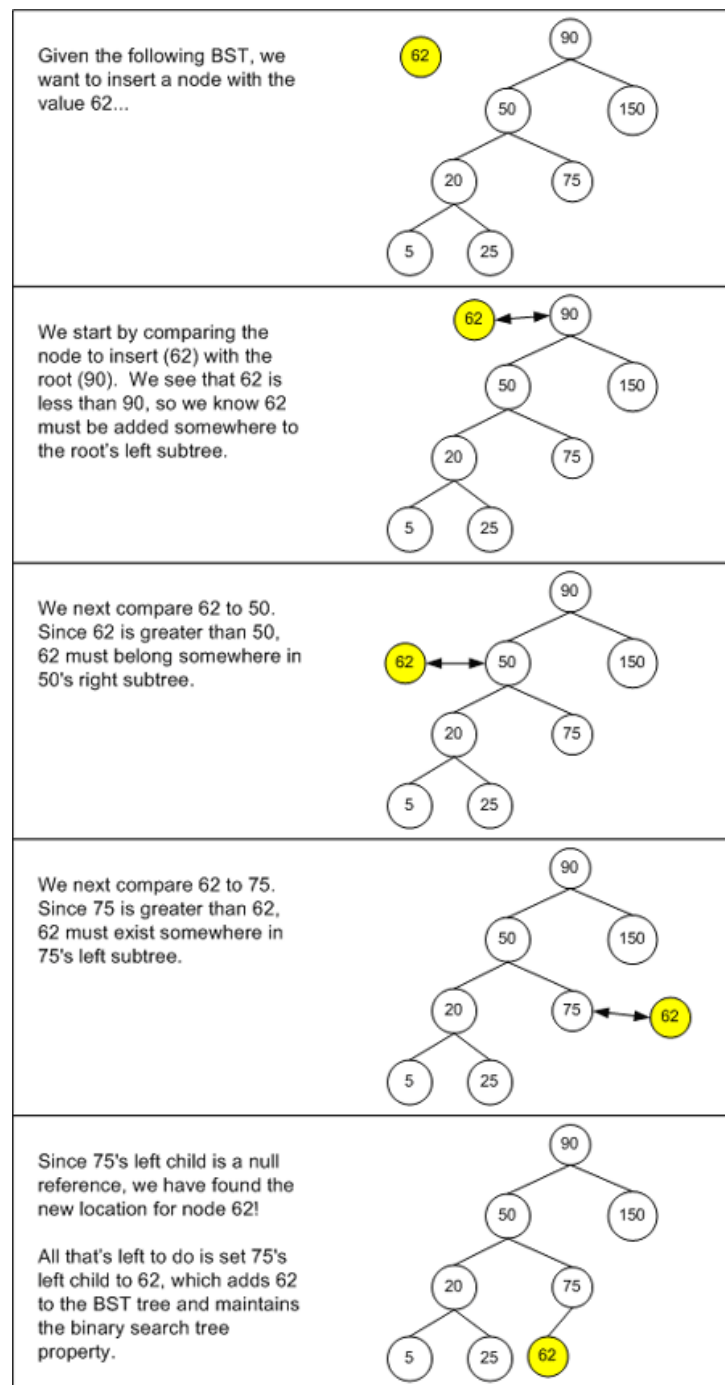 Given the following BST, we
want to insert a node with the
value 62...
62
90
50
150
20
75
5
25
We start by comparing the
node to insert (62) with the
root (90).  We see that 62 is
less than 90, so we know 62
must be added somewhere to
the root's left subtree.
62
90
50
150
20
75
5
25
We next compare 62 to 50.
Since 62 is greater than 50,
62 must belong somewhere in
50's right subtree.
90
62
50
150
20
75
5
25
We next compare 62 to 75.
Since 75 is greater than 62,
62 must exist somewhere in
75's left subtree.
90
50
150
20
75
62
5
25
Since 75's left child is a null
reference, we have found the
new location for node 62!
All that's left to do is set 75's
left child to 62, which adds 62
to the BST tree and maintains
the binary search tree
property.
90
50
150
20
75
5
25
62